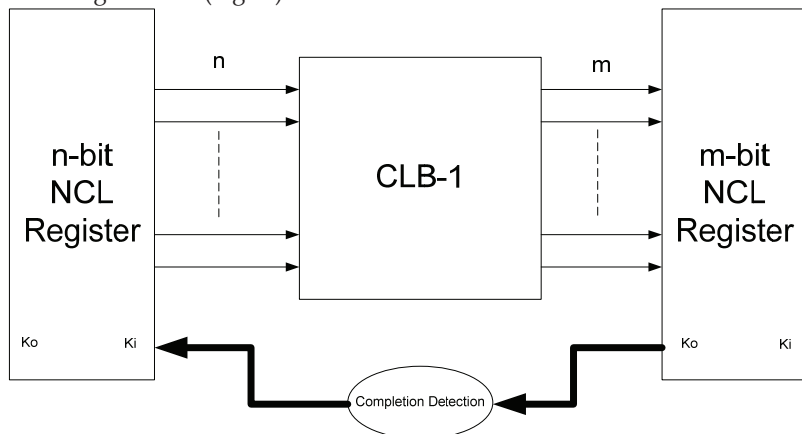 n
m
n-bit
NCL
Register
CLB-1
m-bit
NCL
Register
Ko
Ki
Ko
Ki
Completion Detection